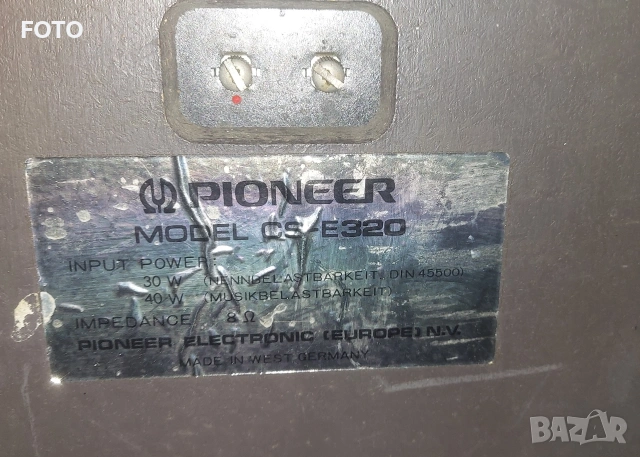 FOTO
PIONEER
MODEL CS-E320
INPUT POWER:
30 W (NENNBELASTBARKEIT, DIN 45500)
40 W (MUSIKBELASTBARKEIT)
IMPEDANCE 8 Ω
PIONEER ELECTRONIC (EUROPE) N.V.
MADE IN WEST GERMANY
BAZAR